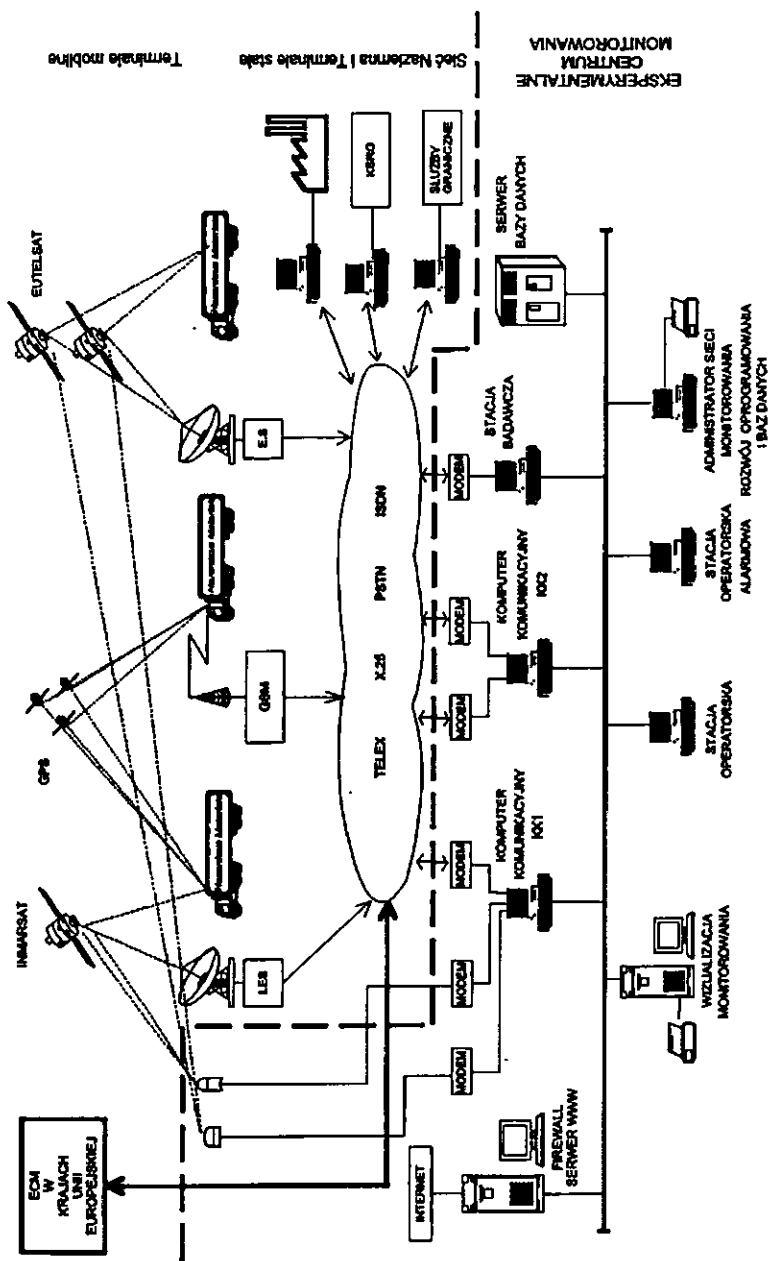 ECM
W
KRAJACH
UNII
EUROPEJSKIEJ
INMARSAT
GPS
EUTELSAT
Terminale mobilne
LES
GSM
E.S
Sieć Naziemna i Terminale stałe
TELEX X.25 PSTN ISDN
KSRG
SŁUŻBY
GRANICZNE
MODEM
MODEM
MODEM
MODEM
MODEM
MODEM
INTERNET
FIREWALL
SERWER WWW
KOMPUTER
KOMUNIKACYJNY
KK1
KOMPUTER
KOMUNIKACYJNY
KK2
STACJA
BADAWCZA
SERWER
BAZY DANYCH
EKSPERYMENTALNE
CENTRUM
MONITOROWANIA
WIZUALIZACJA
MONITOROWANIA
STACJA
OPERATORSKA
STACJA
OPERATORSKA
ALARMOWA
ADMINISTRATOR SIECI
MONITOROWANIA
ROZWÓJ OPROGRAMOWANIA
I BAZ DANYCH